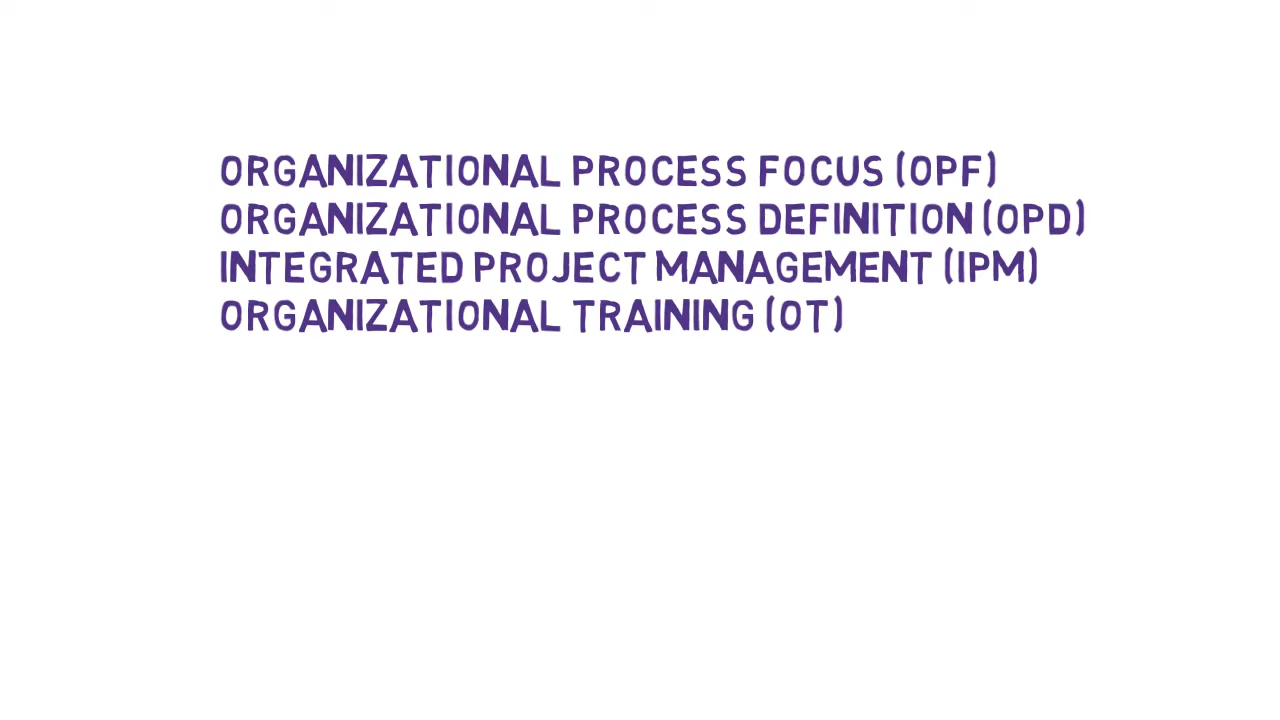 ORGANIZATIONAL PROCESS FOCUS (OPF)
ORGANIZATIONAL PROCESS DEFINITION (OPD)
INTEGRATED PROJECT MANAGEMENT (IPM)
ORGANIZATIONAL TRAINING (OT)